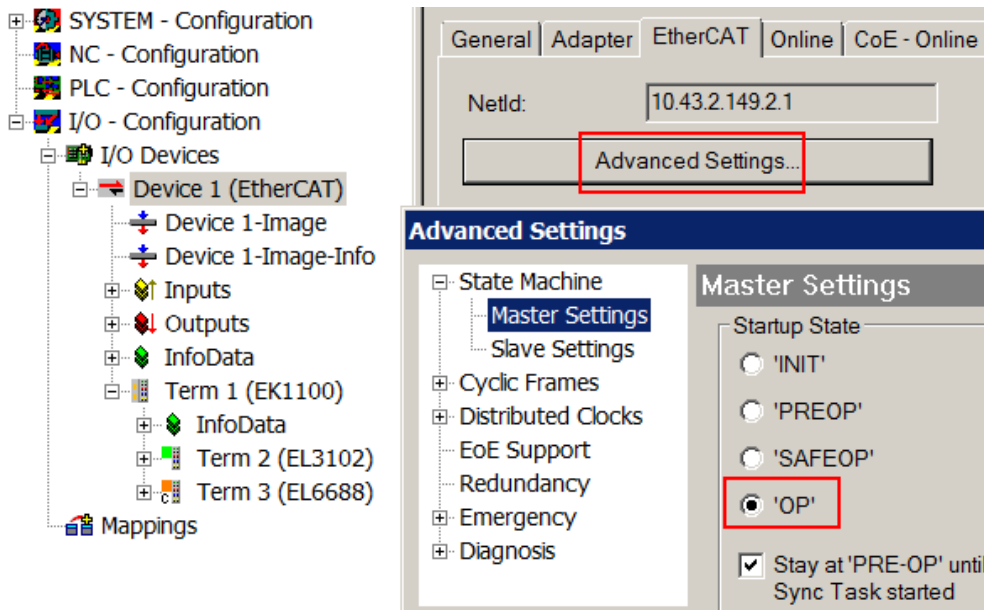 SYSTEM - Configuration
NC - Configuration
PLC - Configuration
I/O - Configuration
I/O Devices
Device 1 (EtherCAT)
Device 1-Image
Device 1-Image-Info
Inputs
Outputs
InfoData
Term 1 (EK1100)
InfoData
Term 2 (EL3102)
Term 3 (EL6688)
Mappings
General Adapter EtherCAT Online CoE - Online
NetId: 10.43.2.149.2.1
Advanced Settings...
Advanced Settings
State Machine
Master Settings
Slave Settings
Cyclic Frames
Distributed Clocks
EoE Support
Redundancy
Emergency
Diagnosis
Master Settings
Startup State
'INIT'
'PREOP'
'SAFEOP'
'OP'
Stay at 'PRE-OP' until
Sync Task started